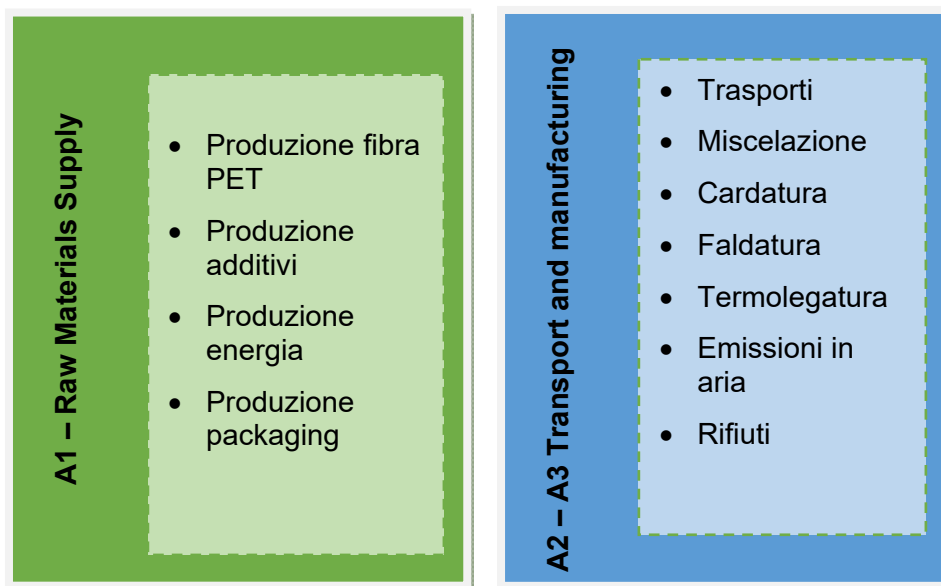 A1 – Raw Materials Supply
• Produzione fibra
PET
• Produzione
additivi
• Produzione
energia
• Produzione
packaging
A2 – A3 Transport and manufacturing
• Trasporti
• Miscelazione
• Cardatura
• Faldatura
• Termolegatura
• Emissioni in
aria
• Rifiuti